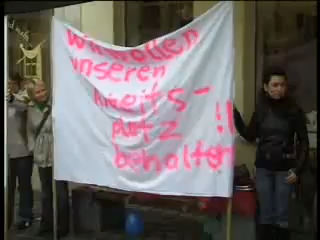 Wir wollen
unseren
Arbeits-
platz !!
behalten